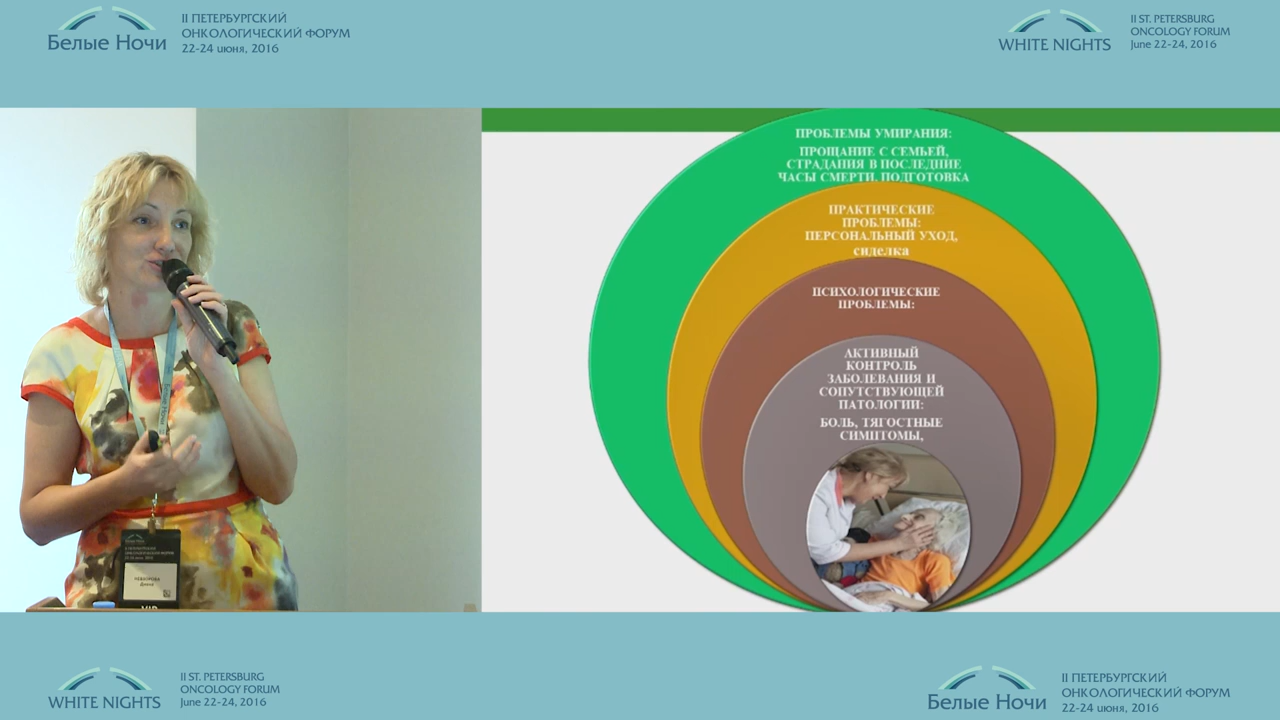 Белые Ночи
II ПЕТЕРБУРГСКИЙ
ОНКОЛОГИЧЕСКИЙ ФОРУМ
22-24 июня, 2016
WHITE NIGHTS
II ST. PETERSBURG
ONCOLOGY FORUM
June 22-24, 2016
ПРОБЛЕМЫ УМИРАНИЯ:
ПРОЩАНИЕ С СЕМЬЕЙ,
СТРАДАНИЯ В ПОСЛЕДНИЕ
ЧАСЫ СМЕРТИ, ПОДГОТОВКА
ПРАКТИЧЕСКИЕ
ПРОБЛЕМЫ:
ПЕРСОНАЛЬНЫЙ УХОД,
сиделка
ПСИХОЛОГИЧЕСКИЕ
ПРОБЛЕМЫ:
АКТИВНЫЙ
КОНТРОЛЬ
ЗАБОЛЕВАНИЯ И
СОПУТСТВУЮЩЕЙ
ПАТОЛОГИИ:
БОЛЬ, ТЯГОСТНЫЕ
СИМПТОМЫ,
VIP
WHITE NIGHTS
II ST. PETERSBURG
ONCOLOGY FORUM
June 22-24, 2016
Белые Ночи
II ПЕТЕРБУРГСКИЙ
ОНКОЛОГИЧЕСКИЙ ФОРУМ
22-24 июня, 2016